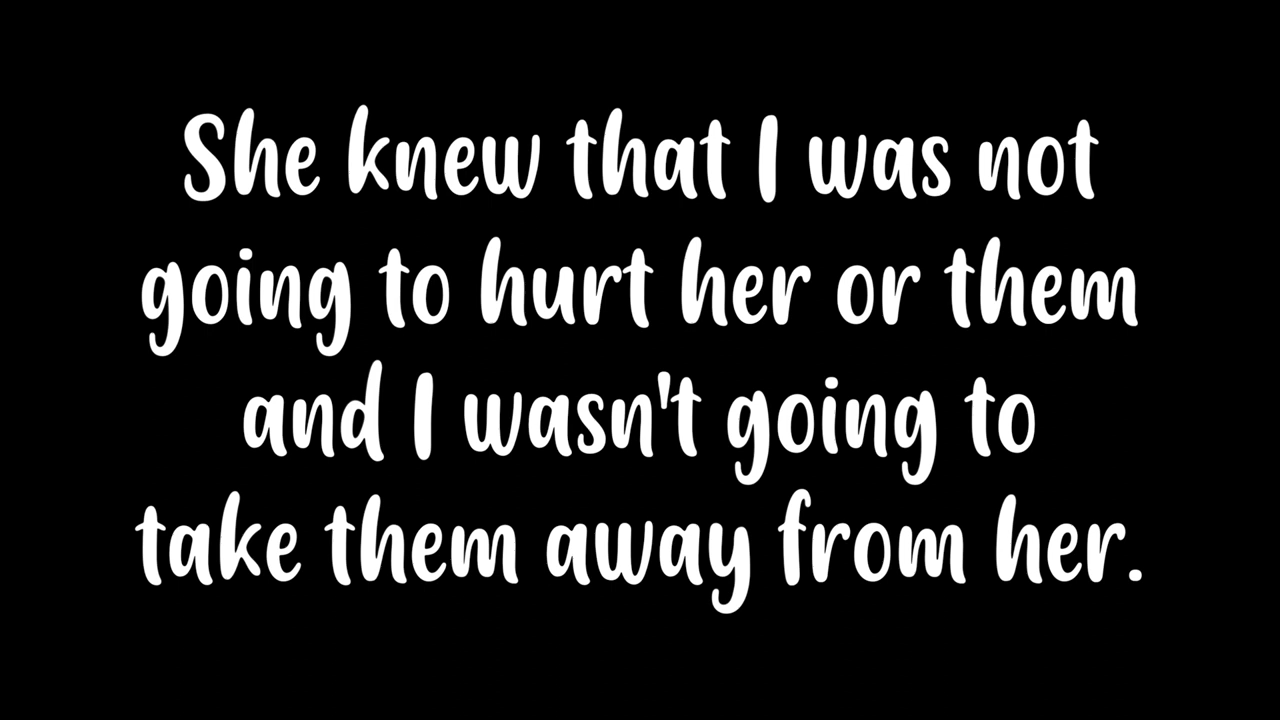 She knew that I was not
going to hurt her or them
and I wasn't going to
take them away from her.